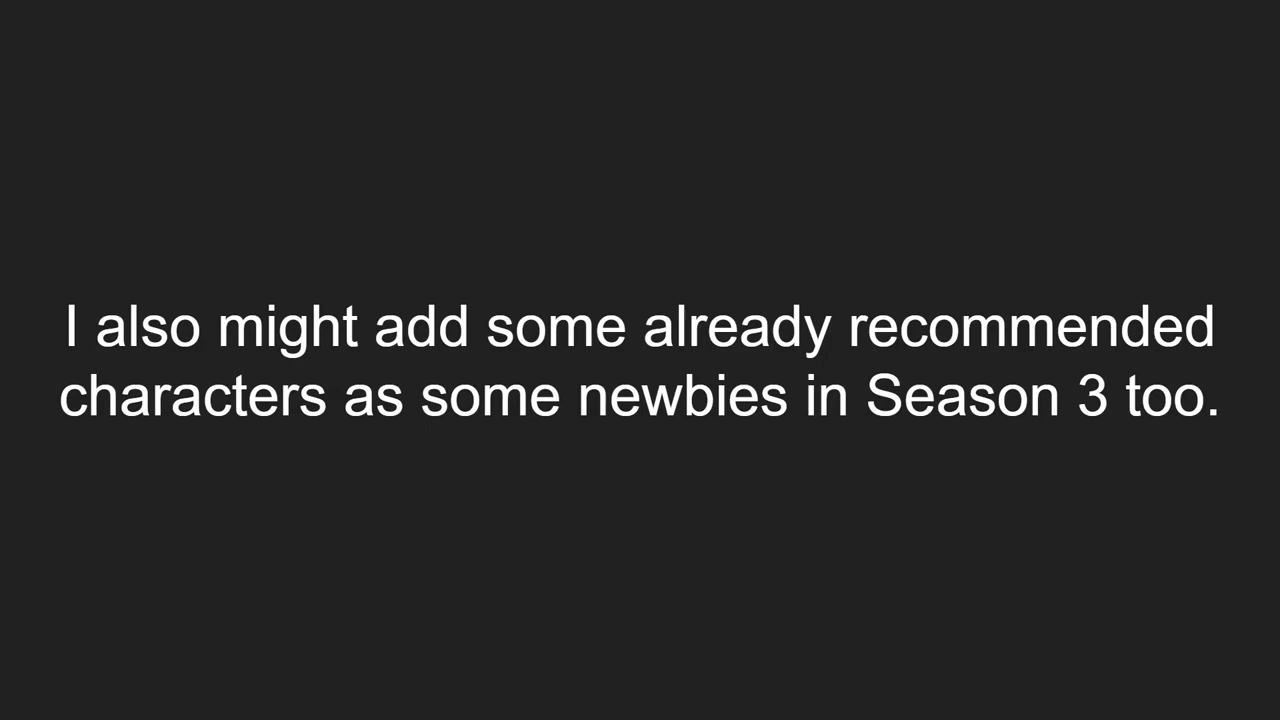 I also might add some already recommended
characters as some newbies in Season 3 too.